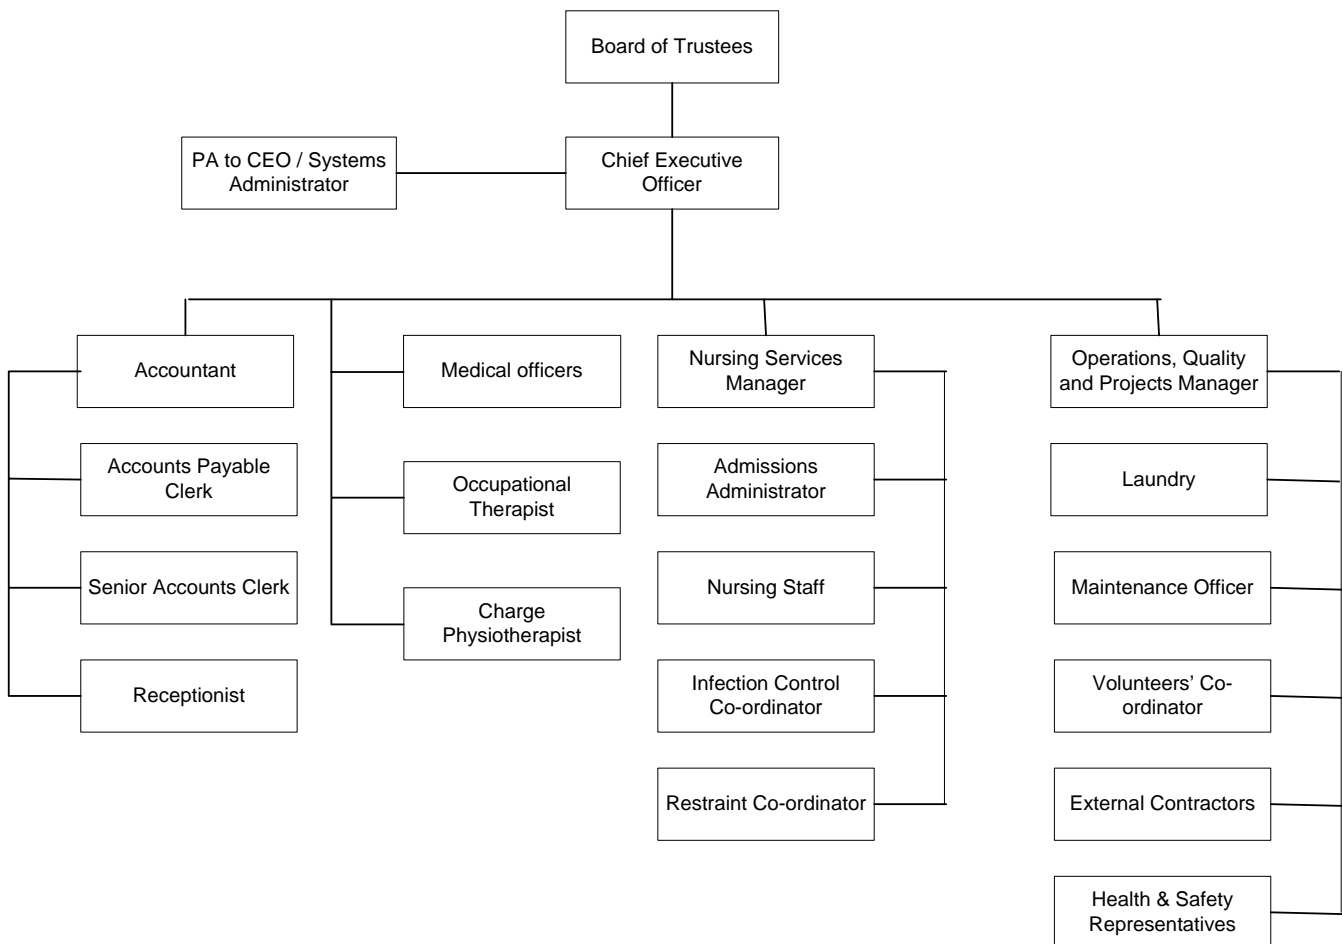 Board of Trustees
PA to CEO / Systems
Administrator
Chief Executive
Officer
Accountant
Medical officers
Nursing Services
Manager
Operations, Quality
and Projects Manager
Accounts Payable
Clerk
Occupational
Therapist
Admissions
Administrator
Laundry
Senior Accounts Clerk
Charge
Physiotherapist
Nursing Staff
Maintenance Officer
Receptionist
Infection Control
Co-ordinator
Volunteers’ Co-
ordinator
Restraint Co-ordinator
External Contractors
Health & Safety
Representatives